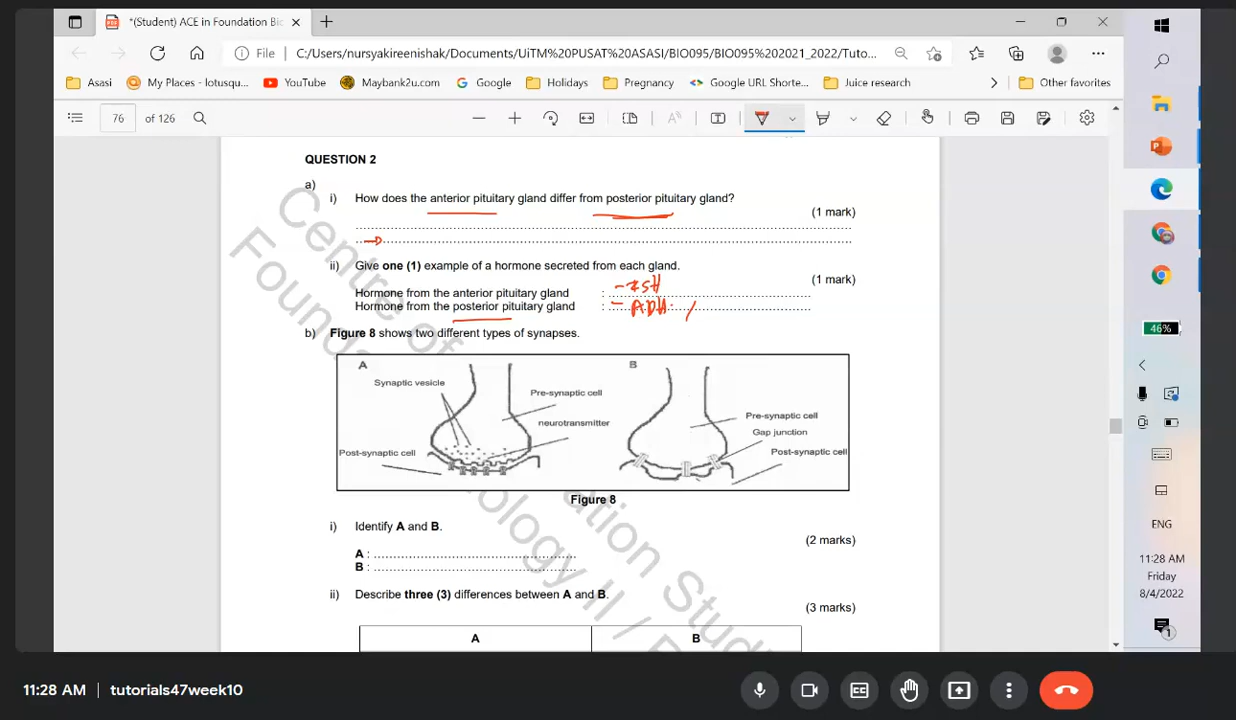 *(Student) ACE in Foundation Bio
File C:/Users/nursyakireenishak/Documents/UiTM%20PUSAT%20ASASI/BIO095/BIO095%202021_2022/Tuto...
Asasi My Places - lotusqu... YouTube Maybank2u.com Google Holidays Pregnancy Google URL Shorte... Juice research Other favorites
76 of 126
QUESTION 2
a)
i) How does the anterior pituitary gland differ from posterior pituitary gland?
(1 mark)
ii) Give one (1) example of a hormone secreted from each gland.
(1 mark)
Hormone from the anterior pituitary gland :
Hormone from the posterior pituitary gland : - ADH.
b) Figure 8 shows two different types of synapses.
A B
Synaptic vesicle
Pre-synaptic cell
neurotransmitter
Post-synaptic cell
Pre-synaptic cell
Gap junction
Post-synaptic cell
Figure 8
i) Identify A and B.
(2 marks)
A :
B :
ii) Describe three (3) differences between A and B.
(3 marks)
A B
46%
ENG
11:28 AM
Friday
8/4/2022
1
11:28 AM | tutorials47week10